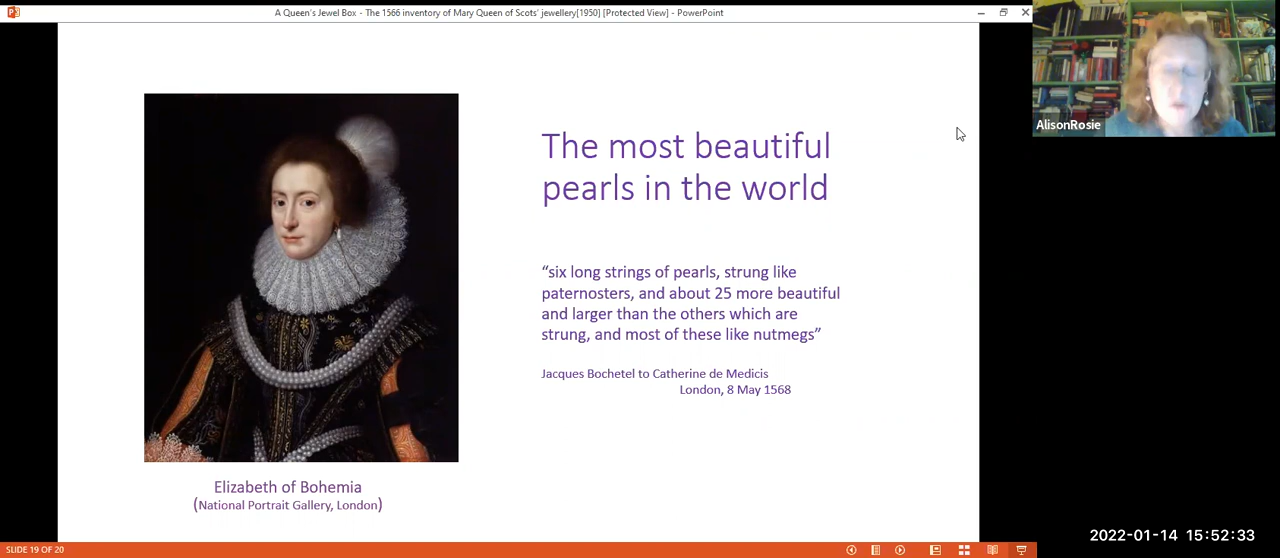 A Queen's Jewel Box - The 1566 inventory of Mary Queen of Scots' jewellery[1950] [Protected View] - PowerPoint
AlisonRosie
The most beautiful
pearls in the world
“six long strings of pearls, strung like
paternosters, and about 25 more beautiful
and larger than the others which are
strung, and most of these like nutmegs”
Jacques Bochetel to Catherine de Medicis
London, 8 May 1568
Elizabeth of Bohemia
(National Portrait Gallery, London)
2022-01-14 15:52:33
SLIDE 19 OF 20